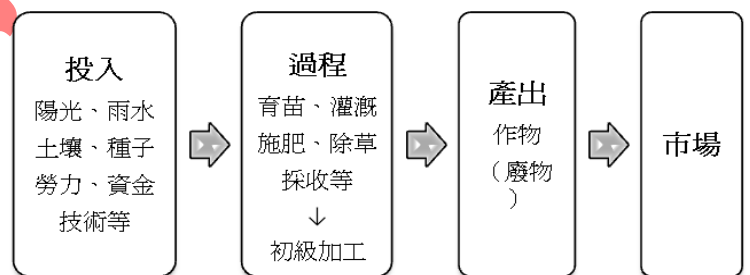 投入
陽光、雨水
土壤、種子
勞力、資金
技術等
過程
育苗、灌溉
施肥、除草
採收等
↓
初級加工
產出
作物
（廢物
）
市場